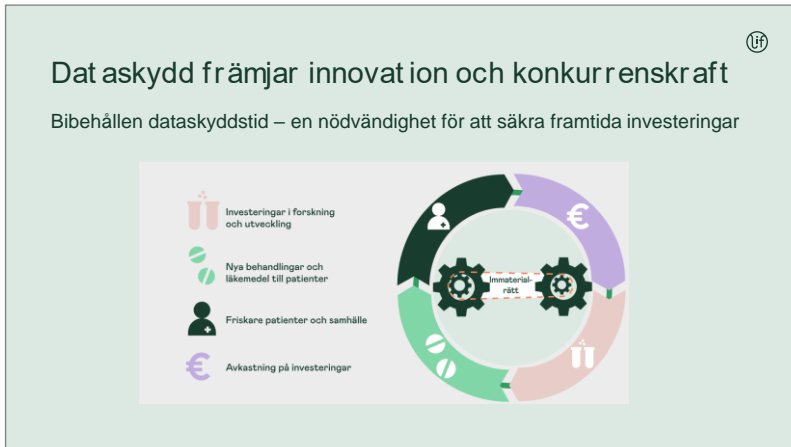 Lif
Dataskydd främjar innovation och konkurrenskraft
Bibehållen dataskyddstid – en nödvändighet för att säkra framtida investeringar
Investeringar i forskning
och utveckling
Nya behandlingar och
läkemedel till patienter
Friskare patienter och samhälle
€ Avkastning på investeringar
€
Immaterial-
rätt